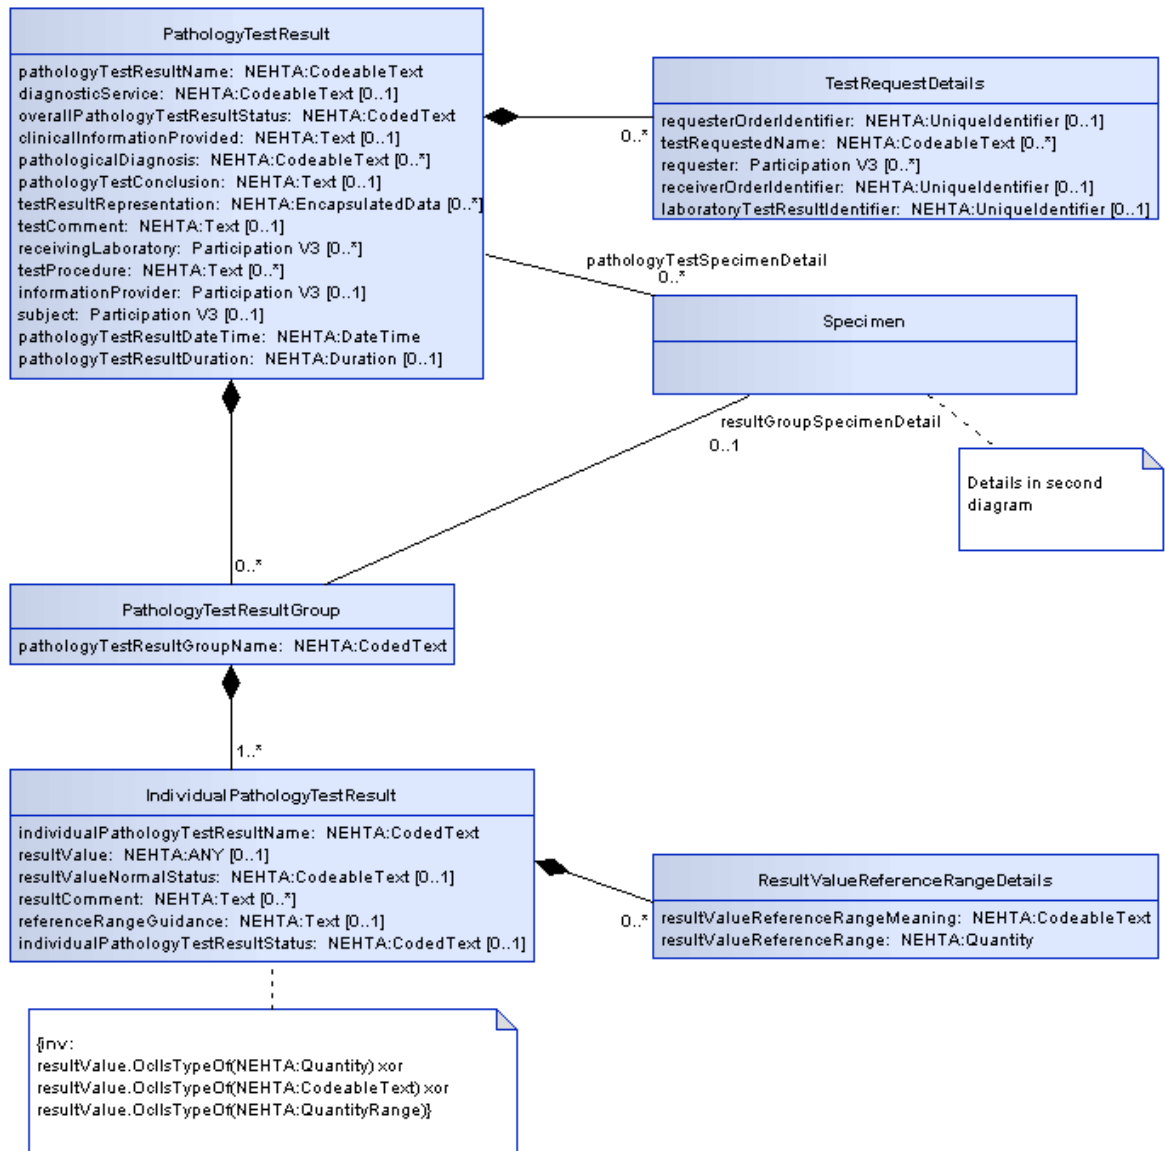 PathologyTestResult
pathologyTestResultName: NEHTA:CodeableText
diagnosticService: NEHTA:CodeableText [0..1]
overallPathologyTestResultStatus: NEHTA:CodedText
clinicalInformationProvided: NEHTA:Text [0..1]
pathologicalDiagnosis: NEHTA:CodeableText [0..*]
pathologyTestConclusion: NEHTA:Text [0..1]
testResultRepresentation: NEHTA:EncapsulatedData [0..*]
testComment: NEHTA:Text [0..1]
receivingLaboratory: Participation V3 [0..*]
testProcedure: NEHTA:Text [0..*]
informationProvider: Participation V3 [0..1]
subject: Participation V3 [0..1]
pathologyTestResultDateTime: NEHTA:DateTime
pathologyTestResultDuration: NEHTA:Duration [0..1]
0..*
TestRequestDetails
requesterOrderIdentifier: NEHTA:UniqueIdentifier [0..1]
testRequestedName: NEHTA:CodeableText [0..*]
requester: Participation V3 [0..*]
receiverOrderIdentifier: NEHTA:UniqueIdentifier [0..1]
laboratoryTestResultIdentifier: NEHTA:UniqueIdentifier [0..1]
pathologyTestSpecimenDetail
0..*
Specimen
resultGroupSpecimenDetail
0..1
Details in second
diagram
0..*
PathologyTestResultGroup
pathologyTestResultGroupName: NEHTA:CodedText
1..*
IndividualPathologyTestResult
individualPathologyTestResultName: NEHTA:CodedText
resultValue: NEHTA:ANY [0..1]
resultValueNormalStatus: NEHTA:CodeableText [0..1]
resultComment: NEHTA:Text [0..*]
referenceRangeGuidance: NEHTA:Text [0..1]
individualPathologyTestResultStatus: NEHTA:CodedText [0..1]
0..*
ResultValueReferenceRangeDetails
resultValueReferenceRangeMeaning: NEHTA:CodeableText
resultValueReferenceRange: NEHTA:Quantity
{inv:
resultValue.OclIsTypeOf(NEHTA:Quantity) xor
resultValue.OclIsTypeOf(NEHTA:CodeableText) xor
resultValue.OclIsTypeOf(NEHTA:QuantityRange)}